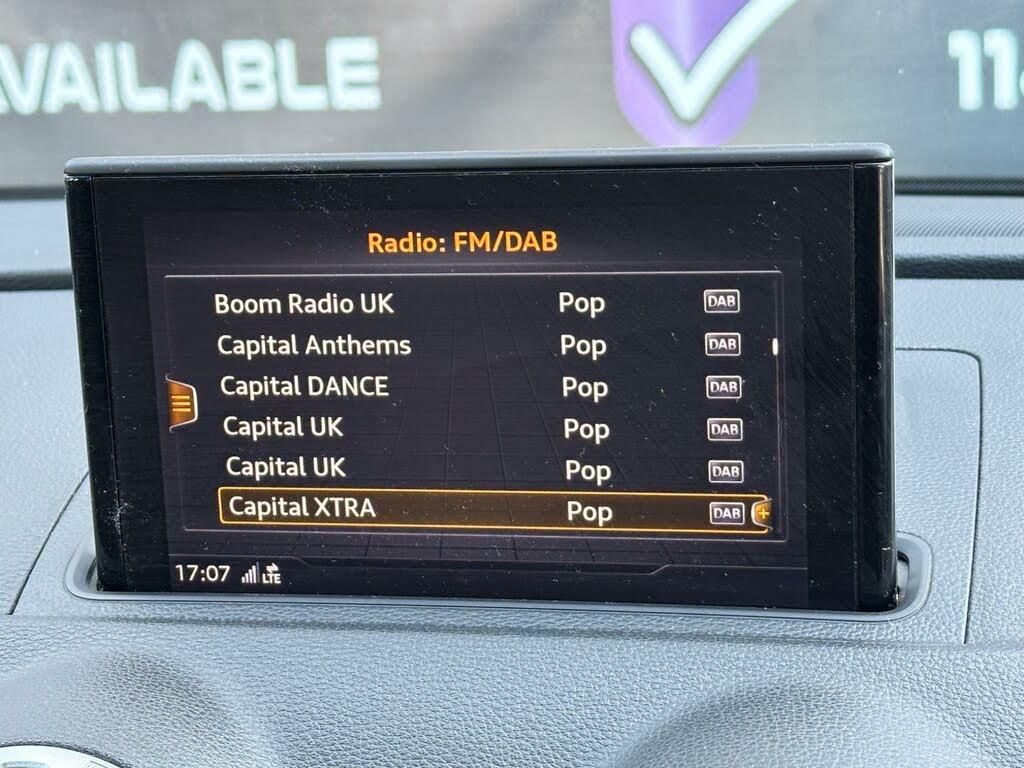 AVAILABLE 11
Radio: FM/DAB
Boom Radio UK Pop DAB
Capital Anthems Pop DAB
Capital DANCE Pop DAB
Capital UK Pop DAB
Capital UK Pop DAB
Capital XTRA Pop DAB +
17:07 LTE